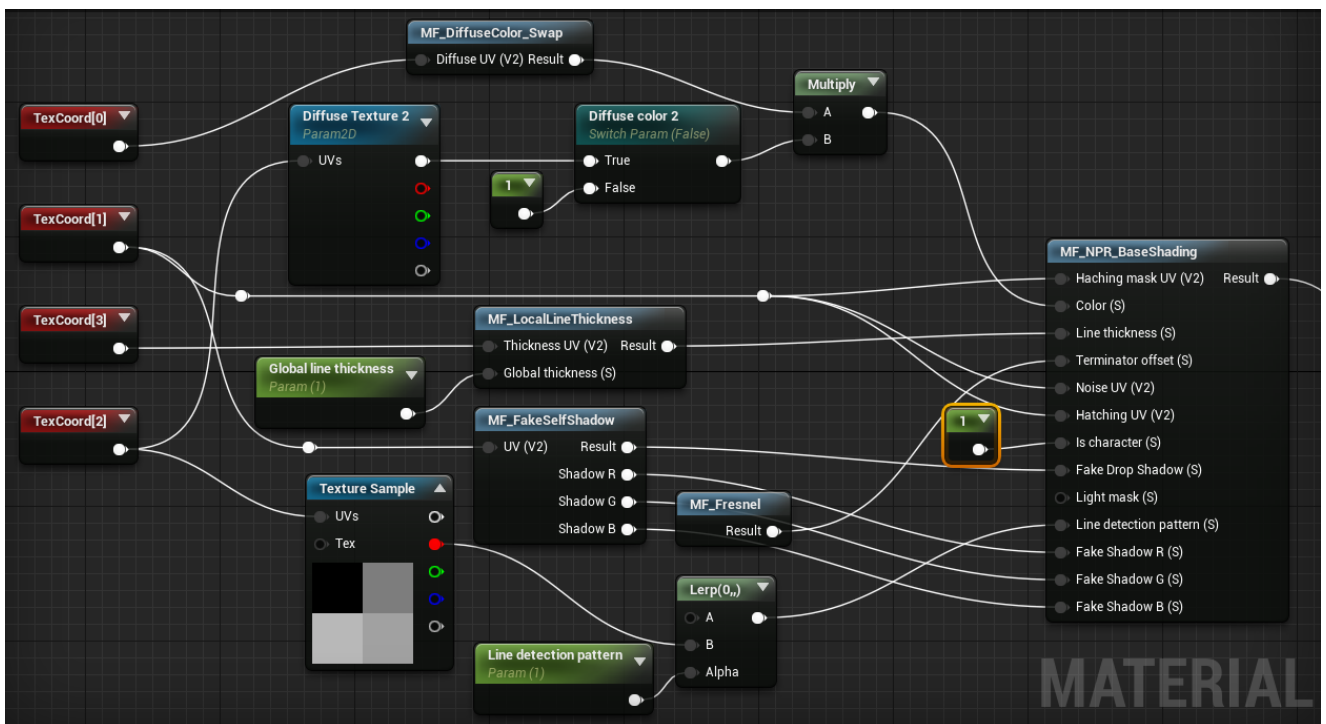 MF_DiffuseColor_Swap
Diffuse UV (V2) Result
Multiply
A
B
TexCoord[0]
Diffuse Texture 2
Param2D
UVs
Diffuse color 2
Switch Param (False)
True
False
1
TexCoord[1]
TexCoord[3]
TexCoord[2]
MF_LocalLineThickness
Thickness UV (V2) Result
Global thickness (S)
Global line thickness
Param (1)
MF_FakeSelfShadow
UV (V2) Result
Shadow R
Shadow G
Shadow B
Texture Sample
UVs
Tex
MF_Fresnel
Result
Lerp(0,,)
A
B
Alpha
Line detection pattern
Param (1)
1
MF_NPR_BaseShading
Haching mask UV (V2) Result
Color (S)
Line thickness (S)
Terminator offset (S)
Noise UV (V2)
Hatching UV (V2)
Is character (S)
Fake Drop Shadow (S)
Light mask (S)
Line detection pattern (S)
Fake Shadow R (S)
Fake Shadow G (S)
Fake Shadow B (S)
MATERIAL